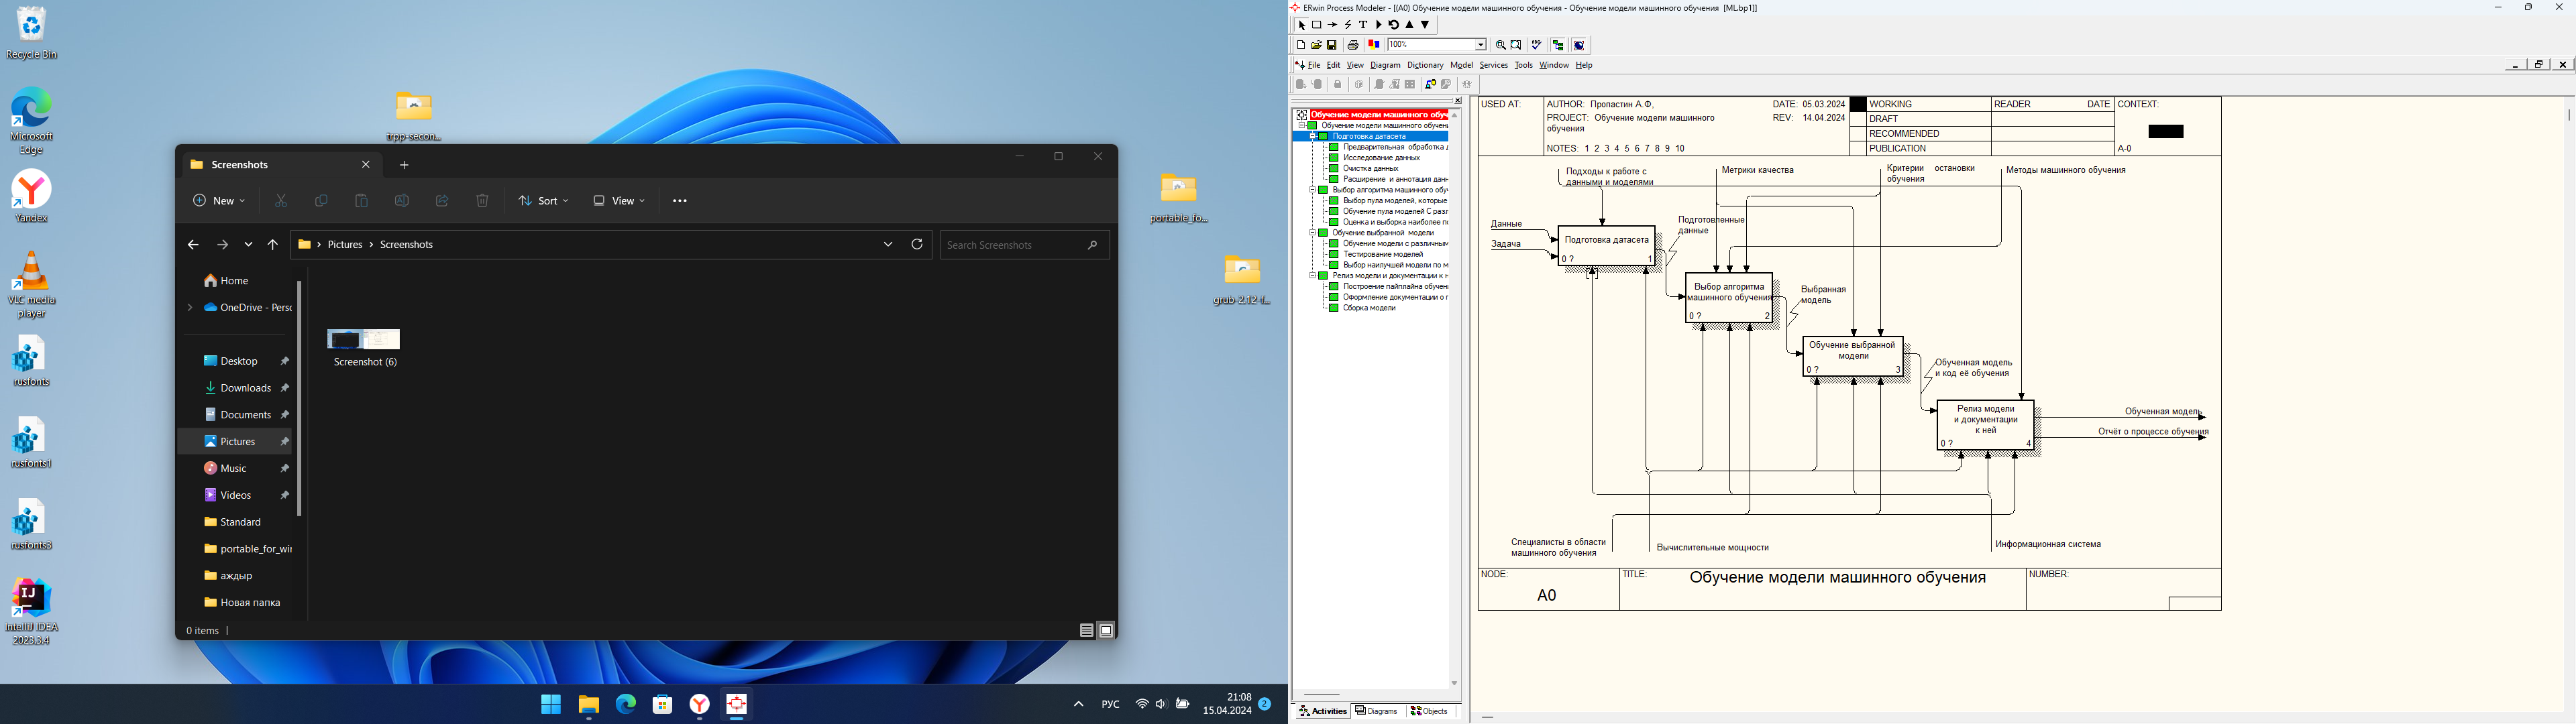 Recycle Bin
Microsoft
Edge
Yandex
VLC media
player
rusfonts
rusfonts1
rusfonts3
IntelliJ IDEA
2023.3.4
trpp-secon...
portable_fo...
grub-2.12-f...
Screenshots
New
Sort
View
Pictures
Screenshots
Search Screenshots
Home
OneDrive - Perso
Desktop
Downloads
Documents
Pictures
Music
Videos
Standard
portable_for_wir
аждыр
Новая папка
Screenshot (6)
0 items
РУС
21:08
15.04.2024
2
ERwin Process Modeler - [(A0) Обучение модели машинного обучения - Обучение модели машинного обучения [ML.bp1]]
100%
File Edit View Diagram Dictionary Model Services Tools Window Help
Обучение модели машинного обуч
Обучение модели машинного обучени
Подготовка датасета
Предварительная обработка д
Исследование данных
Очистка данных
Расширение и аннотация данн
Выбор алгоритма машинного обу
Выбор пула моделей, которые
Обучение пула моделей С разл
Оценка и выборка наиболее по
Обучение выбранной модели
Обучение модели с различным
Тестирование моделей
Выбор наилучшей модели по м
Релиз модели и документации к н
Построение пайплайна обучен
Оформление документации о п
Сборка модели
Activities Diagrams Objects
USED AT:
AUTHOR: Пропастин А.Ф,
DATE: 05.03.2024
PROJECT: Обучение модели машинного
обучения
REV: 14.04.2024
NOTES: 1 2 3 4 5 6 7 8 9 10
WORKING
DRAFT
RECOMMENDED
PUBLICATION
READER DATE
CONTEXT:
A-0
Подходы к работе с
данными и моделями
Метрики качества
Критерии остановки
обучения
Методы машинного обучения
Данные
Задача
Подготовка датасета
0 ? 1
Подготовленные
данные
Выбор алгоритма
машинного обучения
0 ? 2
Выбранная
модель
Обучение выбранной
модели
0 ? 3
Обученная модель
и код её обучения
Релиз модели
и документации
к ней
0 ? 4
Обученная модель
Отчёт о процессе обучения
Специалисты в области
машинного обучения
Вычислительные мощности
Информационная система
NODE:
A0
TITLE:
Обучение модели машинного обучения
NUMBER: